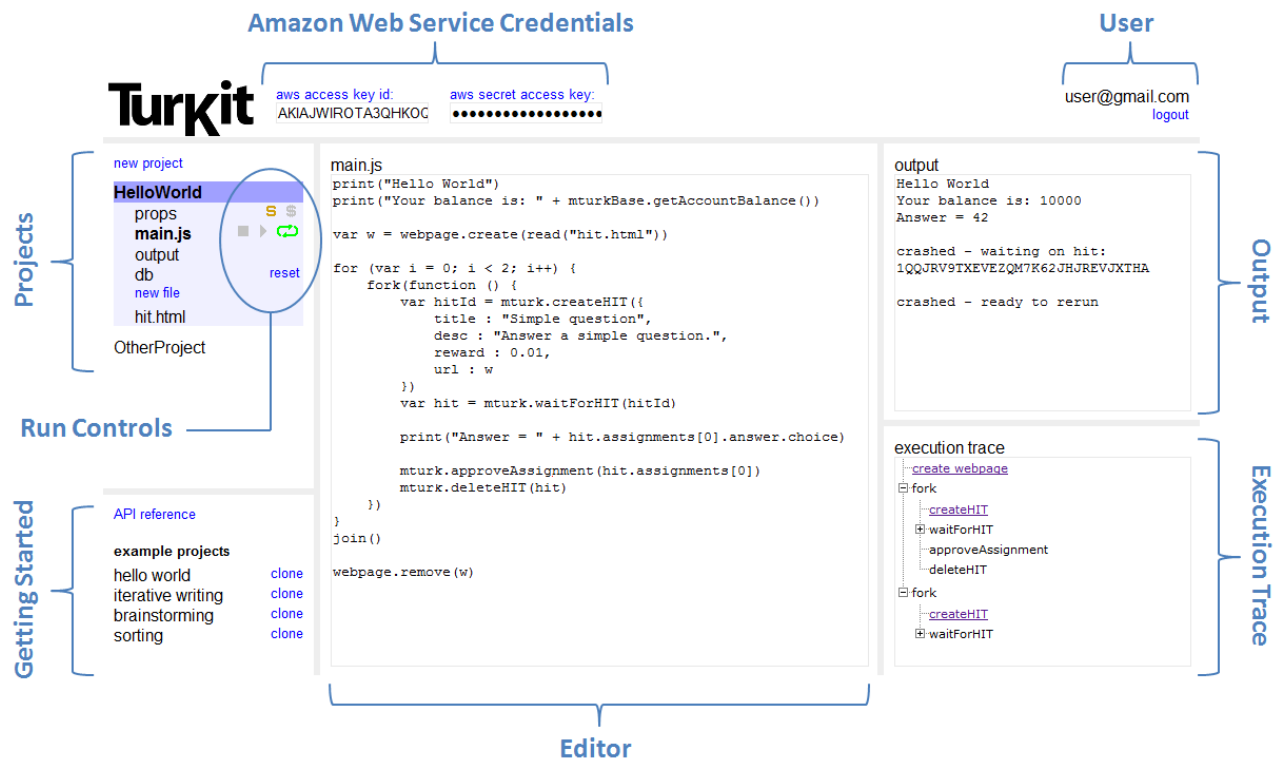 Amazon Web Service Credentials
User
Turkit
aws access key id:
aws secret access key:
AKIAJWIROTA3QHKOC
●●●●●●●●●●●●●●●●●●
user@gmail.com
logout
Projects
new project
HelloWorld
props
S $
main.js
output
db
reset
new file
hit.html
OtherProject
Run Controls
Getting Started
API reference
example projects
hello world clone
iterative writing clone
brainstorming clone
sorting clone
main.js
print("Hello World")
print("Your balance is: " + mturkBase.getAccountBalance())
var w = webpage.create(read("hit.html"))
for (var i = 0; i < 2; i++) {
    fork(function () {
        var hitId = mturk.createHIT({
            title : "Simple question",
            desc : "Answer a simple question.",
            reward : 0.01,
            url : w
        })
        var hit = mturk.waitForHIT(hitId)
        print("Answer = " + hit.assignments[0].answer.choice)
        mturk.approveAssignment(hit.assignments[0])
        mturk.deleteHIT(hit)
    })
}
join()
webpage.remove(w)
Editor
output
Hello World
Your balance is: 10000
Answer = 42
crashed - waiting on hit:
1QQJRV9TXEVEZQM7K62JHJREVJXTHA
crashed - ready to rerun
Output
execution trace
create webpage
fork
createHIT
waitForHIT
approveAssignment
deleteHIT
fork
createHIT
waitForHIT
Execution Trace